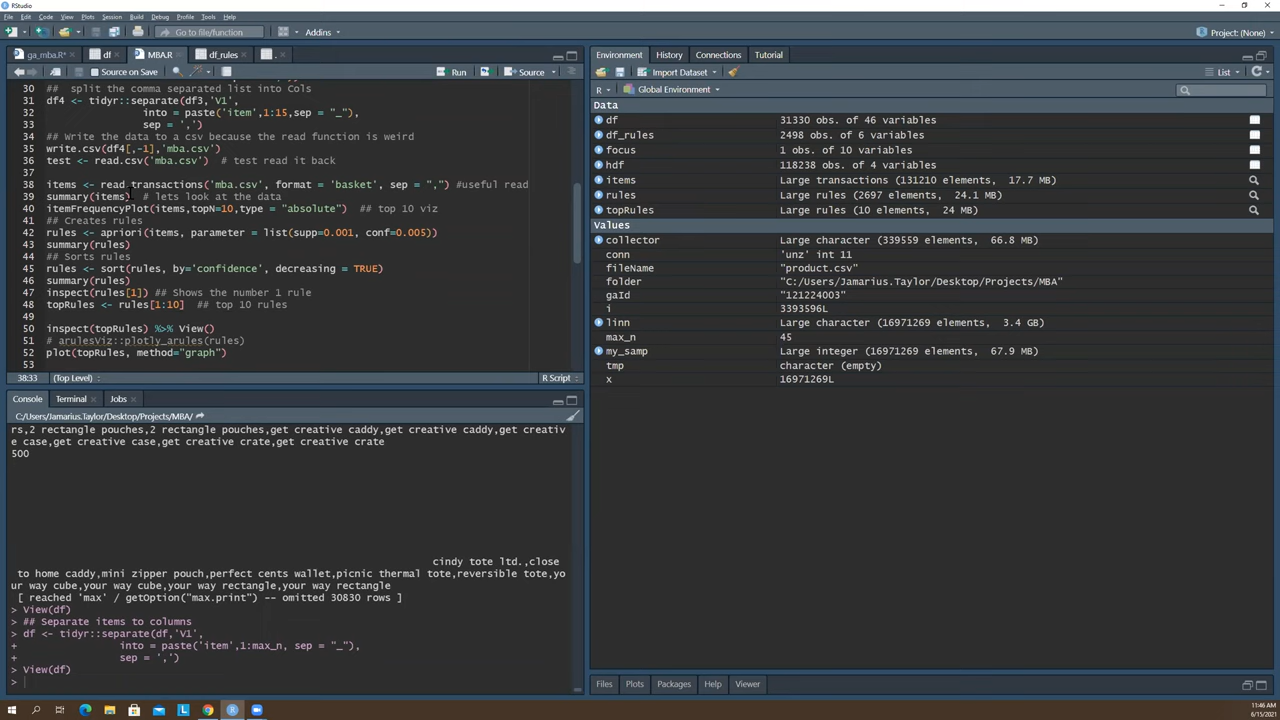 RStudio
File Edit Code View Plots Session Build Debug Profile Tools Help
Go to file/function Addins Project: (None)
ga_mba.R* df MBA.R df_rules .
Source on Save Run Source
30 ## split the comma separated list into Cols
31 df4 <- tidyr::separate(df3,'V1',
32 into = paste('item',1:15,sep = "_"),
33 sep = ',')
34 ## Write the data to a csv because the read function is weird
35 write.csv(df4[,-1],'mba.csv')
36 test <- read.csv('mba.csv') # test read it back
37
38 items <- read.transactions('mba.csv', format = 'basket', sep = ",") #useful read
39 summary(items) # lets look at the data
40 itemFrequencyPlot(items,topN=10,type = "absolute") ## top 10 viz
41 ## Creates rules
42 rules <- apriori(items, parameter = list(supp=0.001, conf=0.005))
43 summary(rules)
44 ## Sorts rules
45 rules <- sort(rules, by='confidence', decreasing = TRUE)
46 summary(rules)
47 inspect(rules[1]) ## Shows the number 1 rule
48 topRules <- rules[1:10] ## top 10 rules
50 inspect(topRules) %>% View()
51 # arulesViz::plotly_arules(rules)
52 plot(topRules, method="graph")
53
38:33 (Top Level) R Script
Console Terminal Jobs
C:/Users/Jamarius.Taylor/Desktop/Projects/MBA/
rs,2 rectangle pouches,2 rectangle pouches,get creative caddy,get creative caddy,get creativ
e case,get creative case,get creative crate,get creative crate
500
cindy tote ltd.,close
to home caddy,mini zipper pouch,perfect cents wallet,picnic thermal tote,reversible tote,yo
ur way cube,your way cube,your way rectangle,your way rectangle
[ reached 'max' / getOption("max.print") -- omitted 30830 rows ]
> View(df)
> ## Separate items to columns
> df <- tidyr::separate(df,'V1',
+ into = paste('item',1:max_n, sep = "_"),
+ sep = ',')
> View(df)
>
Environment History Connections Tutorial
Import Dataset List
R Global Environment
Data
df 31330 obs. of 46 variables
df_rules 2498 obs. of 6 variables
focus 1 obs. of 10 variables
hdf 118238 obs. of 4 variables
items Large transactions (131210 elements, 17.7 MB)
rules Large rules (2697 elements, 24.1 MB)
topRules Large rules (10 elements, 24 MB)
Values
collector Large character (339559 elements, 66.8 MB)
conn 'unz' int 11
fileName "product.csv"
folder "C:/Users/Jamarius.Taylor/Desktop/Projects/MBA"
gaId "121224003"
i 3393596L
linn Large character (16971269 elements, 3.4 GB)
max_n 45
my_samp Large integer (16971269 elements, 67.9 MB)
tmp character (empty)
x 16971269L
Files Plots Packages Help Viewer
11:46 AM
6/15/2021